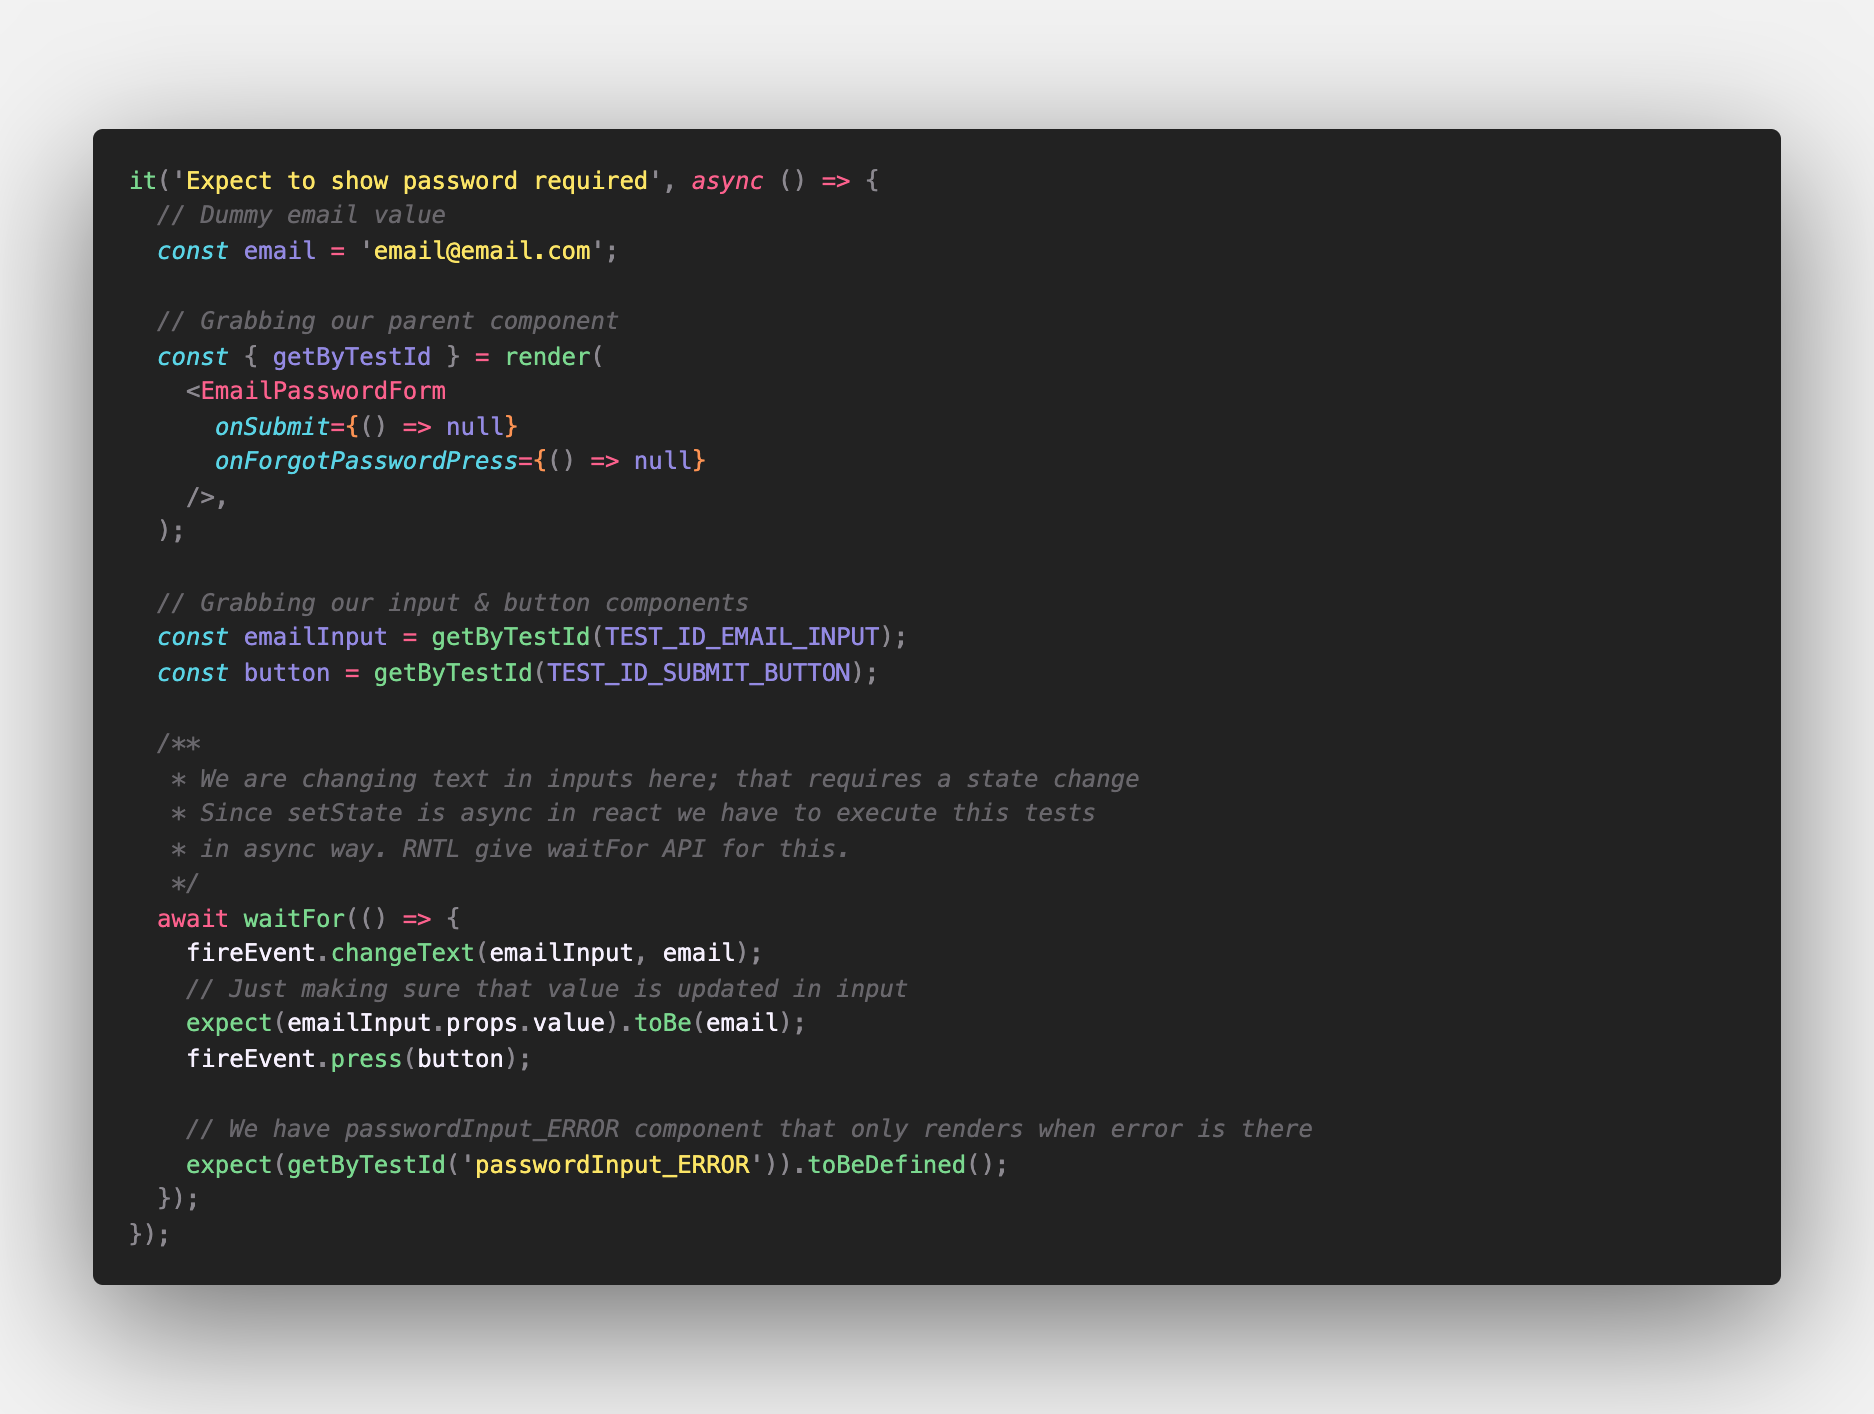 it('Expect to show password required', async () => {
  // Dummy email value
  const email = 'email@email.com';

  // Grabbing our parent component
  const { getByTestId } = render(
    <EmailPasswordForm
      onSubmit={() => null}
      onForgotPasswordPress={() => null}
    />,
  );

  // Grabbing our input & button components
  const emailInput = getByTestId(TEST_ID_EMAIL_INPUT);
  const button = getByTestId(TEST_ID_SUBMIT_BUTTON);

  /**
   * We are changing text in inputs here; that requires a state change
   * Since setState is async in react we have to execute this tests
   * in async way. RNTL give waitFor API for this.
   */
  await waitFor(() => {
    fireEvent.changeText(emailInput, email);
    // Just making sure that value is updated in input
    expect(emailInput.props.value).toBe(email);
    fireEvent.press(button);

    // We have passwordInput_ERROR component that only renders when error is there
    expect(getByTestId('passwordInput_ERROR')).toBeDefined();
  });
});